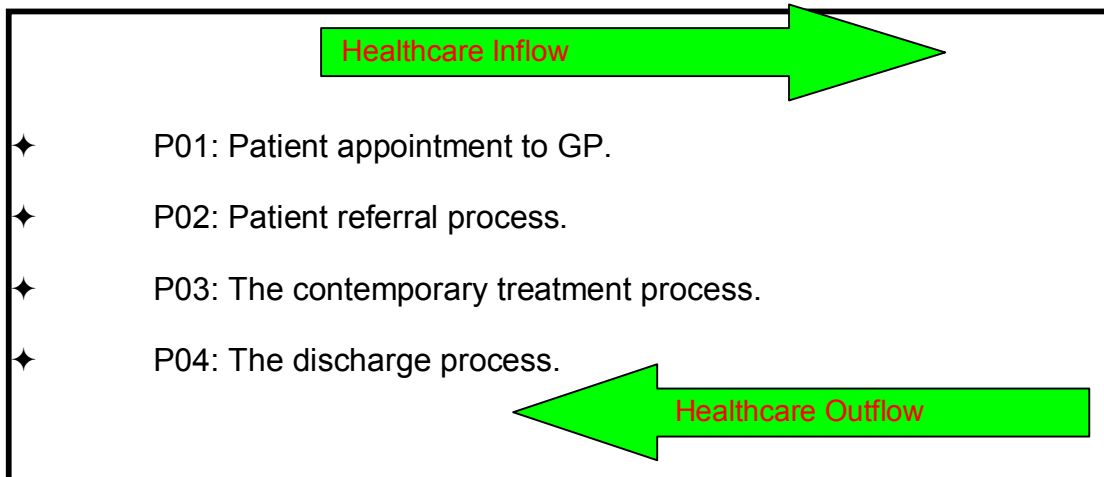 Healthcare Inflow
✦ P01: Patient appointment to GP.
✦ P02: Patient referral process.
✦ P03: The contemporary treatment process.
✦ P04: The discharge process.
Healthcare Outflow